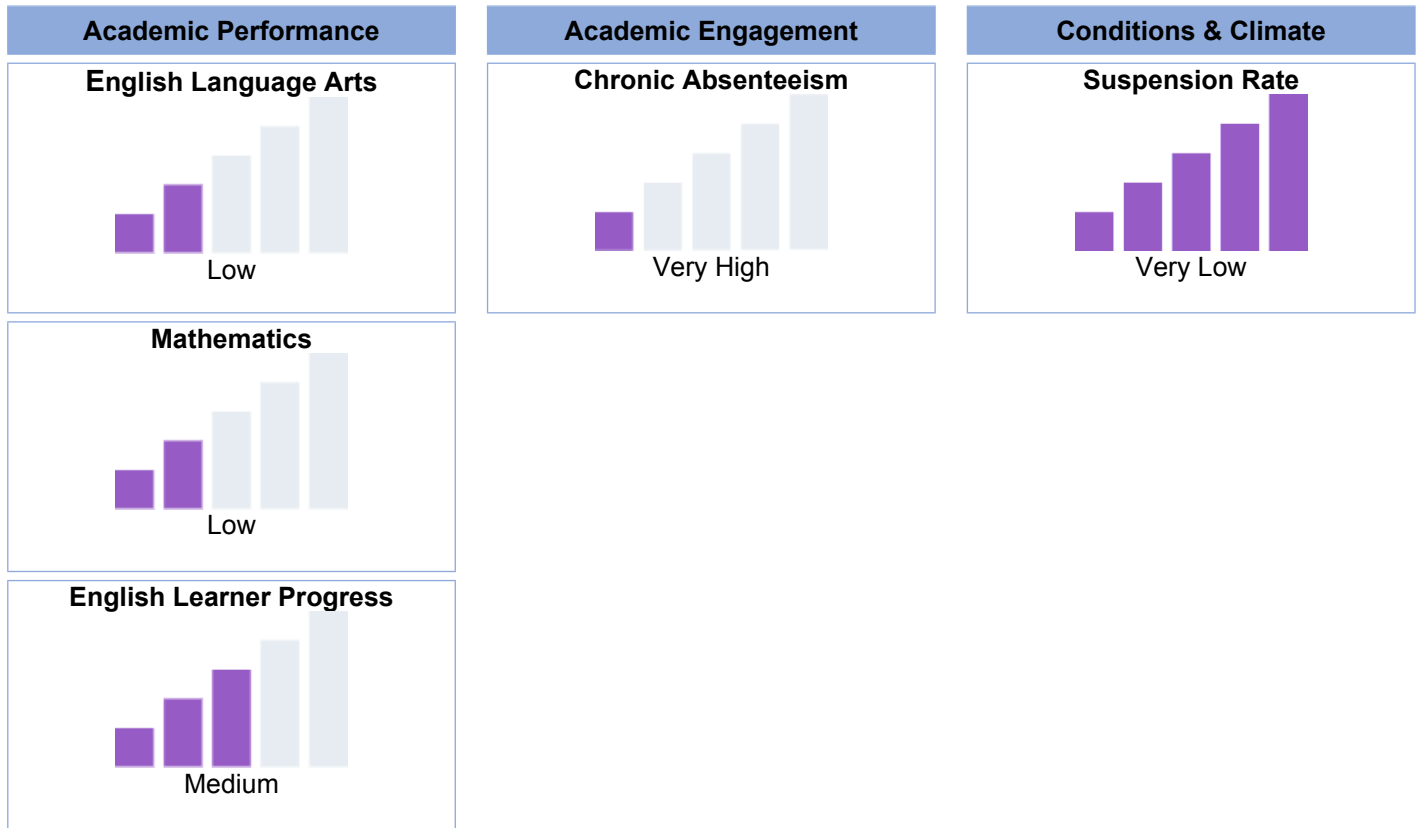 Academic Performance
Academic Engagement
Conditions & Climate
English Language Arts
Low
Chronic Absenteeism
Very High
Suspension Rate
Very Low
Mathematics
Low
English Learner Progress
Medium